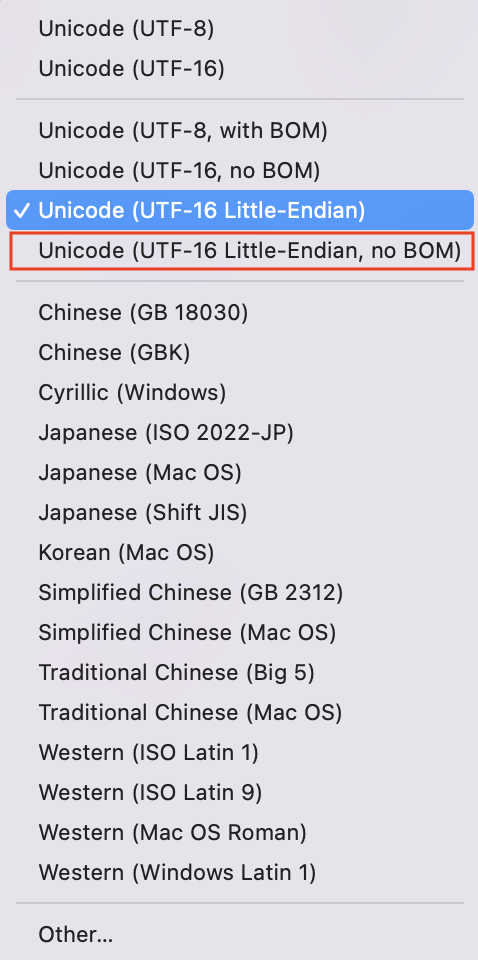 Unicode (UTF-8)
Unicode (UTF-16)
Unicode (UTF-8, with BOM)
Unicode (UTF-16, no BOM)
✓ Unicode (UTF-16 Little-Endian)
Unicode (UTF-16 Little-Endian, no BOM)
Chinese (GB 18030)
Chinese (GBK)
Cyrillic (Windows)
Japanese (ISO 2022-JP)
Japanese (Mac OS)
Japanese (Shift JIS)
Korean (Mac OS)
Simplified Chinese (GB 2312)
Simplified Chinese (Mac OS)
Traditional Chinese (Big 5)
Traditional Chinese (Mac OS)
Western (ISO Latin 1)
Western (ISO Latin 9)
Western (Mac OS Roman)
Western (Windows Latin 1)
Other...